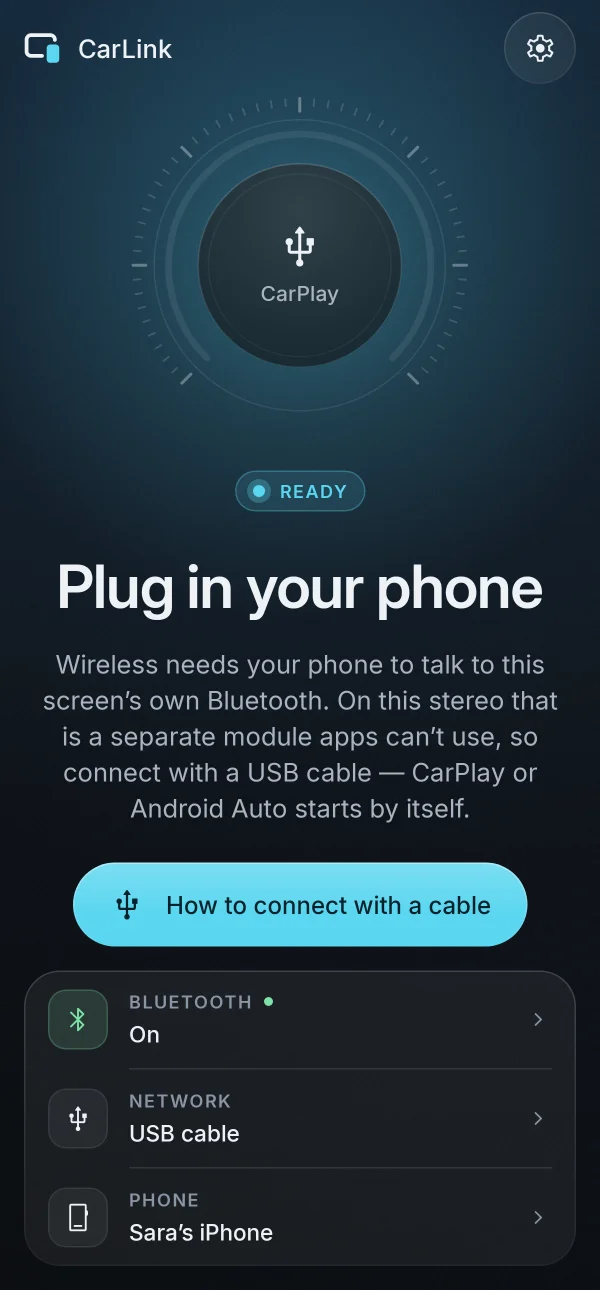 CarLink
CarPlay
READY
Plug in your phone
Wireless needs your phone to talk to this
screen’s own Bluetooth. On this stereo that
is a separate module apps can’t use, so
connect with a USB cable — CarPlay or
Android Auto starts by itself.
How to connect with a cable
BLUETOOTH
On
NETWORK
USB cable
PHONE
Sara’s iPhone